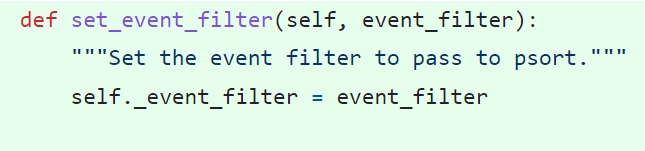 def set_event_filter(self, event_filter):
    """Set the event filter to pass to psort."""
    self._event_filter = event_filter